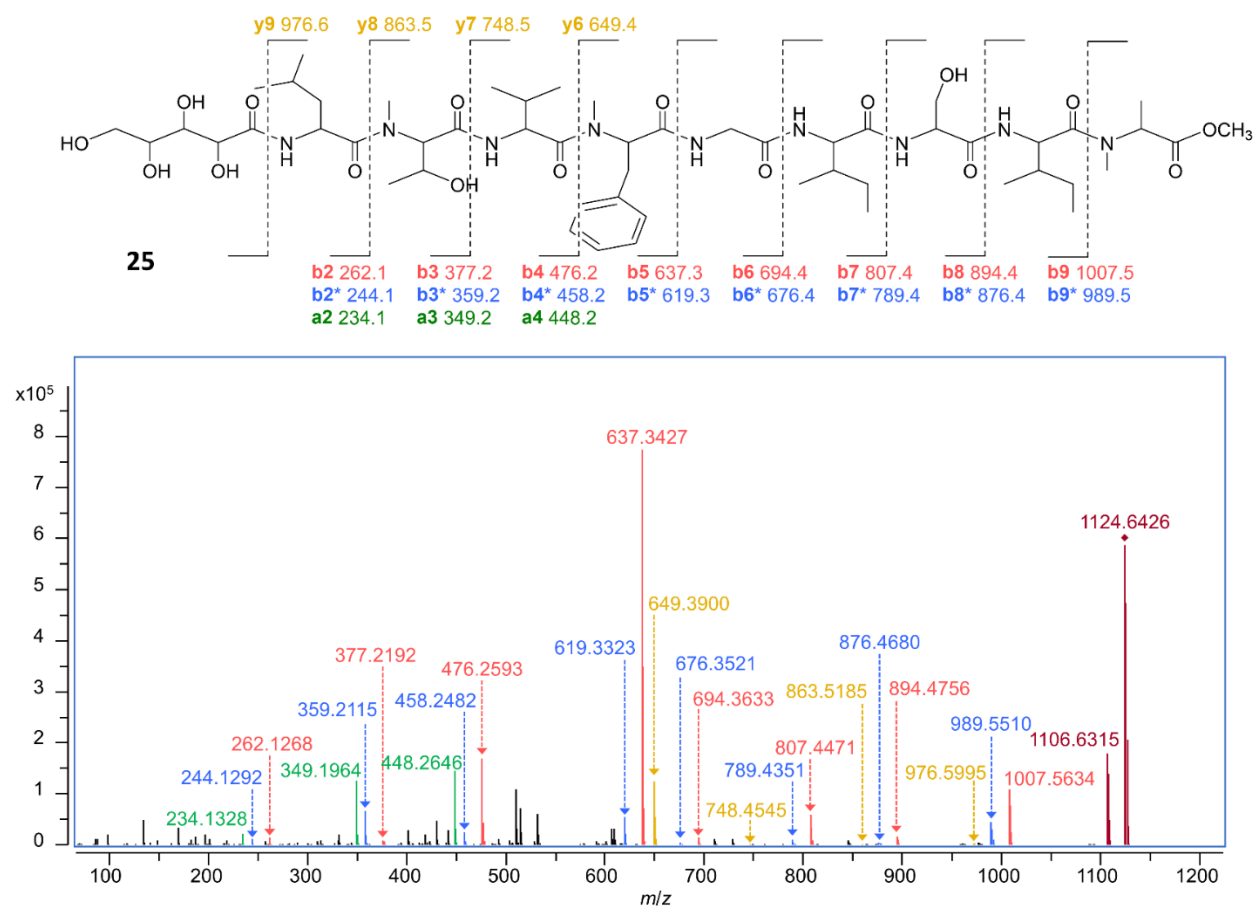 y9 976.6 y8 863.5 y7 748.5 y6 649.4
OH
OH O O O O O O
HO N OCH3
OH OH H O N H O N H O N H O N H O N O
OH
25
b2 262.1 b3 377.2 b4 476.2 b5 637.3 b6 694.4 b7 807.4 b8 894.4 b9 1007.5
b2* 244.1 b3* 359.2 b4* 458.2 b5* 619.3 b6* 676.4 b7* 789.4 b8* 876.4 b9* 989.5
a2 234.1 a3 349.2 a4 448.2
x10⁵
8
7
6
5
4
3
2
1
0
637.3427
1124.6426
649.3900
619.3323 676.3521 876.4680
377.2192 476.2593
359.2115 458.2482 694.3633 863.5185 894.4756 989.5510
262.1268 807.4471 1106.6315
244.1292 349.1964 448.2646 789.4351 976.5995 1007.5634
234.1328 748.4545
100 200 300 400 500 600 700 800 900 1000 1100 1200
m/z